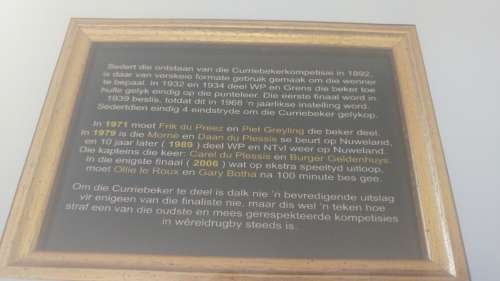 Sedert die ontstaan van die Curriebekerkompetisie in 1892,
is daar van verskeie formate gebruik gemaak om die wenner
te bepaal. In 1932 en 1934 deel WP en Grens die beker toe
hulle gelyk eindig op die punteleer. Die eerste finaal word in
1939 beslis, totdat dit in 1968 'n jaarlikse instelling word.
Sedertdien eindig 4 eindstryde om die Curriebeker gelykop.
In 1971 moet Frik du Preez en Piet Greyling die beker deel.
In 1979 is die Morné en Daan du Plessis se beurt op Nuweland,
en 10 jaar later ( 1989 ) deel WP en NTvl weer op Nuweland.
Die kapteins die keer: Carel du Plessis en Burger Geldenhuys.
In die enigste finaal ( 2006 ) wat op ekstra speeltyd uitloop,
moet Ollie le Roux en Gary Botha na 100 minute bes gee.
Om die Curriebeker te deel is dalk nie 'n bevredigende uitslag
vir enigeen van die finaliste nie, maar dis wel 'n teken hoe
straf een van die oudste en mees gerespekteerde kompetisies
in wêreldrugby steeds is.